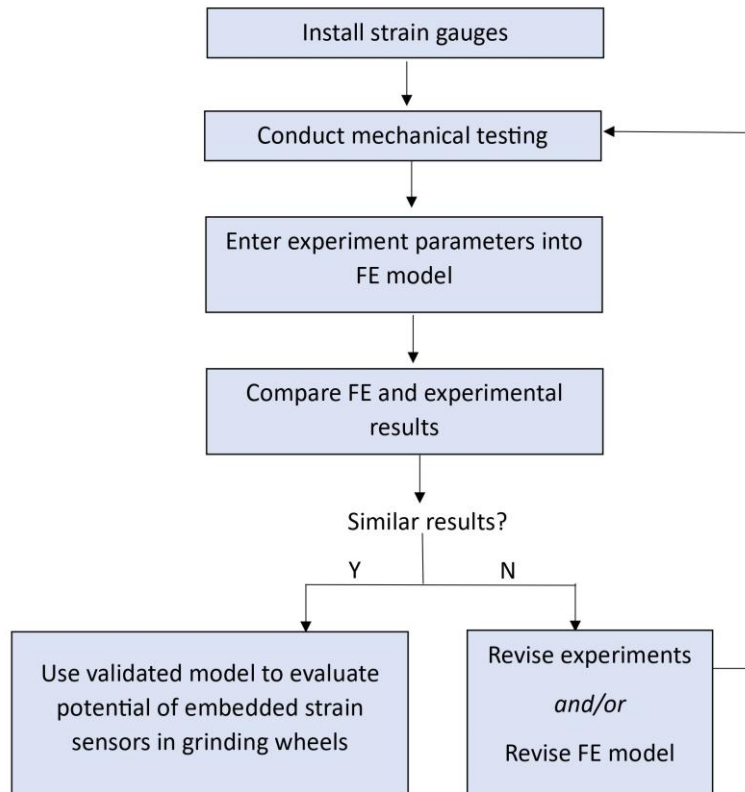 Install strain gauges
Conduct mechanical testing
Enter experiment parameters into
FE model
Compare FE and experimental
results
Similar results?
Y
N
Use validated model to evaluate
potential of embedded strain
sensors in grinding wheels
Revise experiments
and/or
Revise FE model